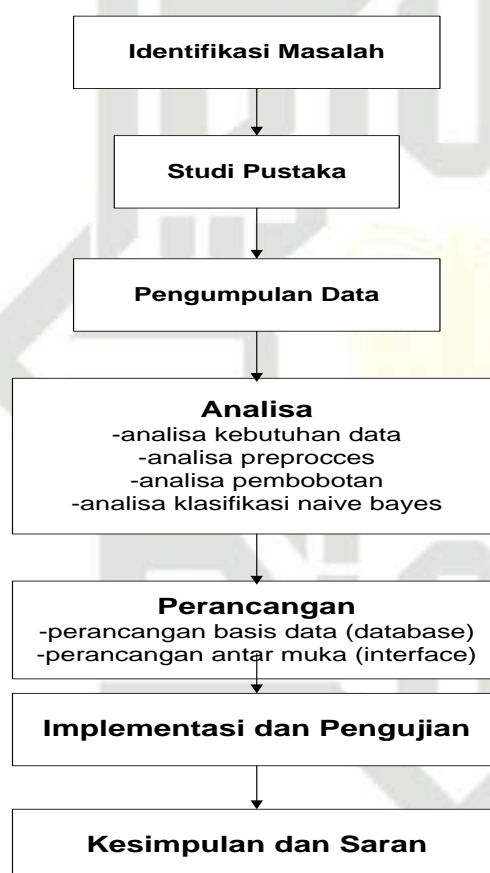 Identifikasi Masalah
Studi Pustaka
Pengumpulan Data
Analisa
-analisa kebutuhan data
-analisa preprocces
-analisa pembobotan
-analisa klasifikasi naive bayes
Perancangan
-perancangan basis data (database)
-perancangan antar muka (interface)
Implementasi dan Pengujian
Kesimpulan dan Saran